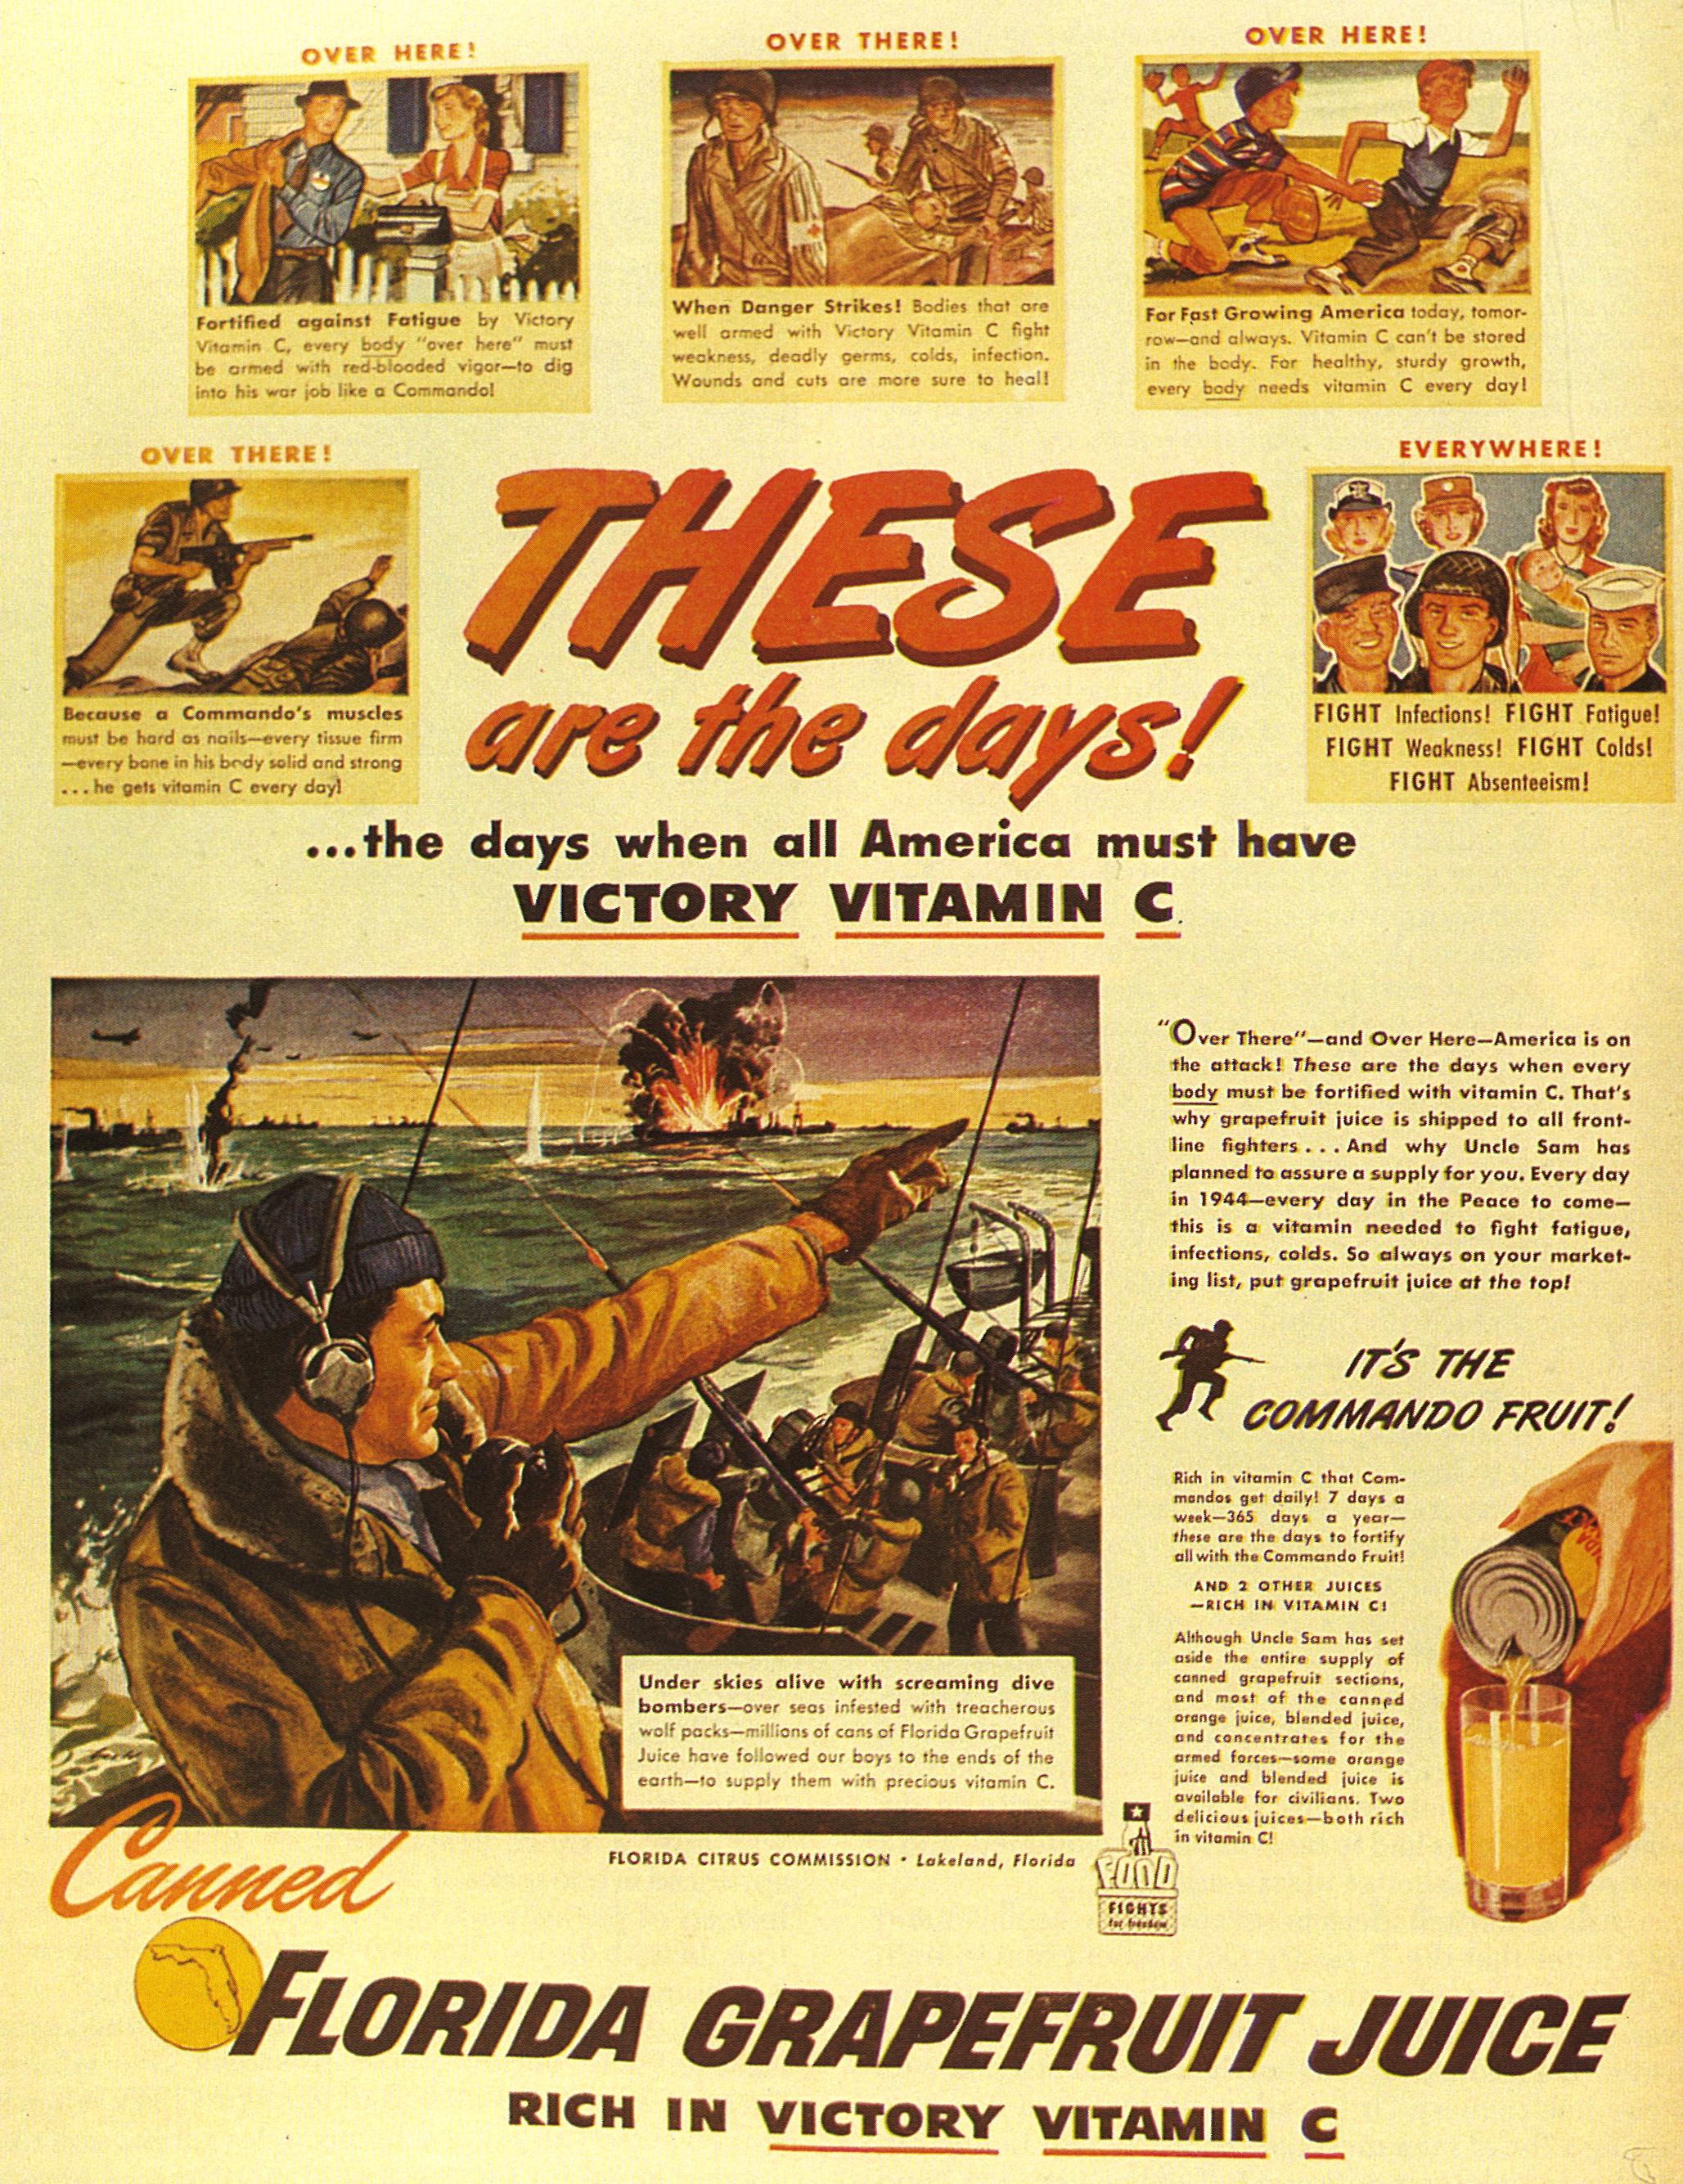 OVER HERE!
Fortified against Fatigue by Victory
Vitamin C, every body "over here" must
be armed with red-blooded vigor—to dig
into his war job like a Commando!
OVER THERE!
When Danger Strikes! Bodies that are
well armed with Victory Vitamin C fight
weakness, deadly germs, colds, infection.
Wounds and cuts are more sure to heal!
OVER HERE!
For Fast Growing America today, tomor-
row—and always. Vitamin C can't be stored
in the body. For healthy, sturdy growth,
every body needs vitamin C every day!
OVER THERE!
Because a Commando's muscles
must be hard as nails—every tissue firm
—every bone in his body solid and strong
...he gets vitamin C every day!
THESE
are the days!
EVERYWHERE!
FIGHT Infections! FIGHT Fatigue!
FIGHT Weakness! FIGHT Colds!
FIGHT Absenteeism!
...the days when all America must have
VICTORY VITAMIN C
"Over There"—and Over Here—America is on
the attack! These are the days when every
body must be fortified with vitamin C. That's
why grapefruit juice is shipped to all front-
line fighters... And why Uncle Sam has
planned to assure a supply for you. Every day
in 1944—every day in the Peace to come—
this is a vitamin needed to fight fatigue,
infections, colds. So always on your market-
ing list, put grapefruit juice at the top!
IT'S THE
COMMANDO FRUIT!
Rich in vitamin C that Com-
mandos get daily! 7 days a
week—365 days a year—
these are the days to fortify
all with the Commando Fruit!
AND 2 OTHER JUICES
—RICH IN VITAMIN C!
Although Uncle Sam has set
aside the entire supply of
canned grapefruit sections,
and most of the canned
orange juice, blended juice,
and concentrates for the
armed forces—some orange
juice and blended juice is
available for civilians. Two
delicious juices—both rich
in vitamin C!
Under skies alive with screaming dive
bombers—over seas infested with treacherous
wolf packs—millions of cans of Florida Grapefruit
Juice have followed our boys to the ends of the
earth—to supply them with precious vitamin C.
FLORIDA CITRUS COMMISSION • Lakeland, Florida
FOOD
FIGHTS
for freedom
Canned
FLORIDA GRAPEFRUIT JUICE
RICH IN VICTORY VITAMIN C